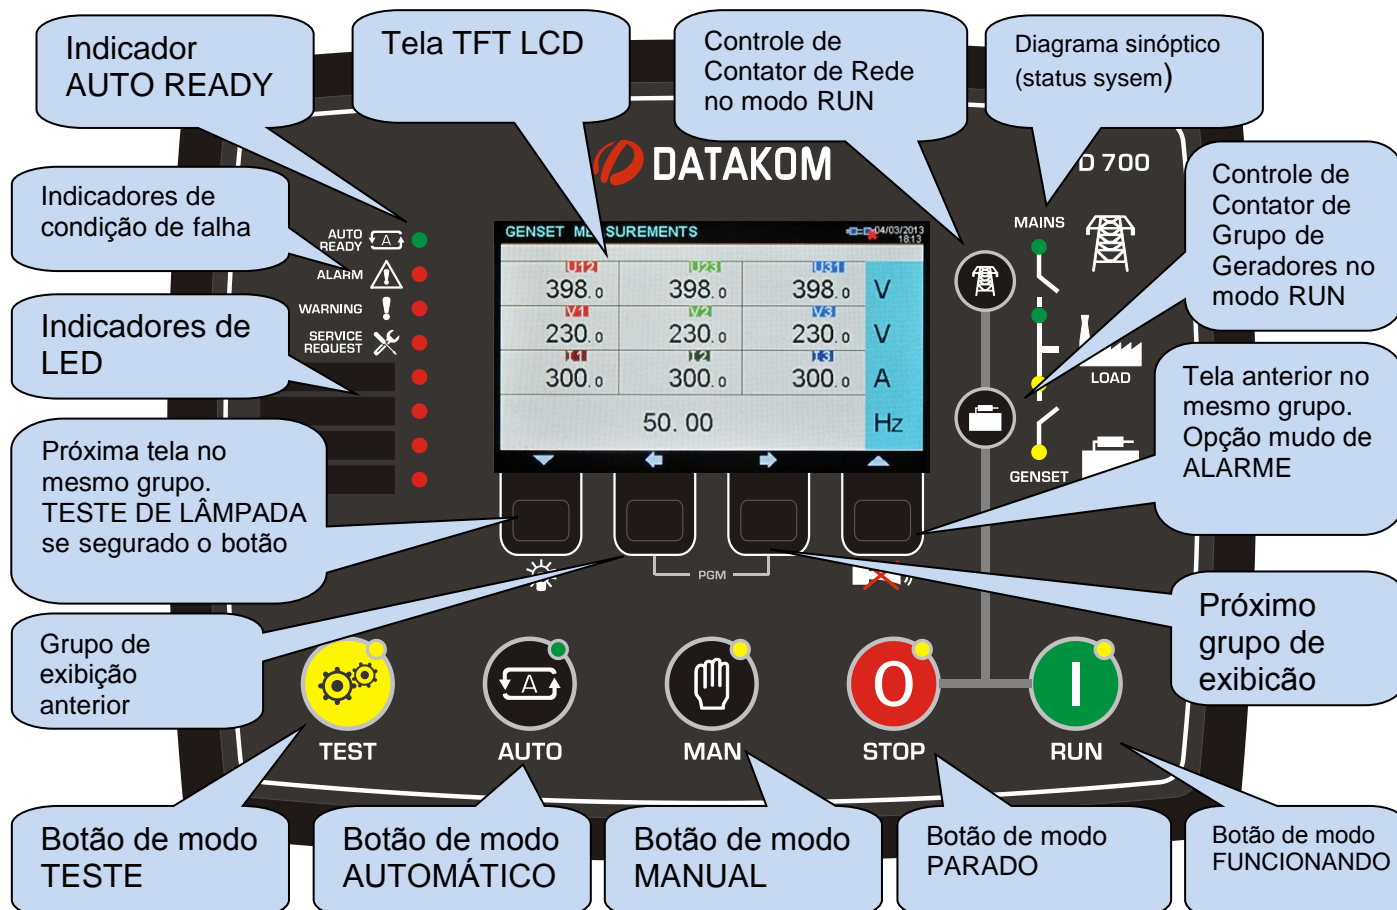 Indicador
AUTO READY
Tela TFT LCD
Controle de
Contator de Rede
no modo RUN
Diagrama sinóptico
(status sysem)
DATAKOM
D 700
Indicadores de
condição de falha
Controle de
Contator de
Grupo de
Geradores no
modo RUN
AUTO
READY
A
ALARM
WARNING
SERVICE
REQUEST
GENSET MEASUREMENTS
04/03/2013
18:13
U12 U23 U31
398.0 398.0 398.0 V
V1 V2 V3
230.0 230.0 230.0 V
I1 I2 I3
300.0 300.0 300.0 A
50.00 Hz
MAINS
LOAD
GENSET
Indicadores de
LED
Tela anterior no
mesmo grupo.
Opção mudo de
ALARME
Próxima tela no
mesmo grupo.
TESTE DE LÂMPADA
se segurado o botão
PGM
Grupo de
exibição
anterior
Próximo
grupo de
exibicão
A
O
I
TEST
AUTO
MAN
STOP
RUN
Botão de modo
TESTE
Botão de modo
AUTOMÁTICO
Botão de modo
MANUAL
Botão de modo
PARADO
Botão de modo
FUNCIONANDO